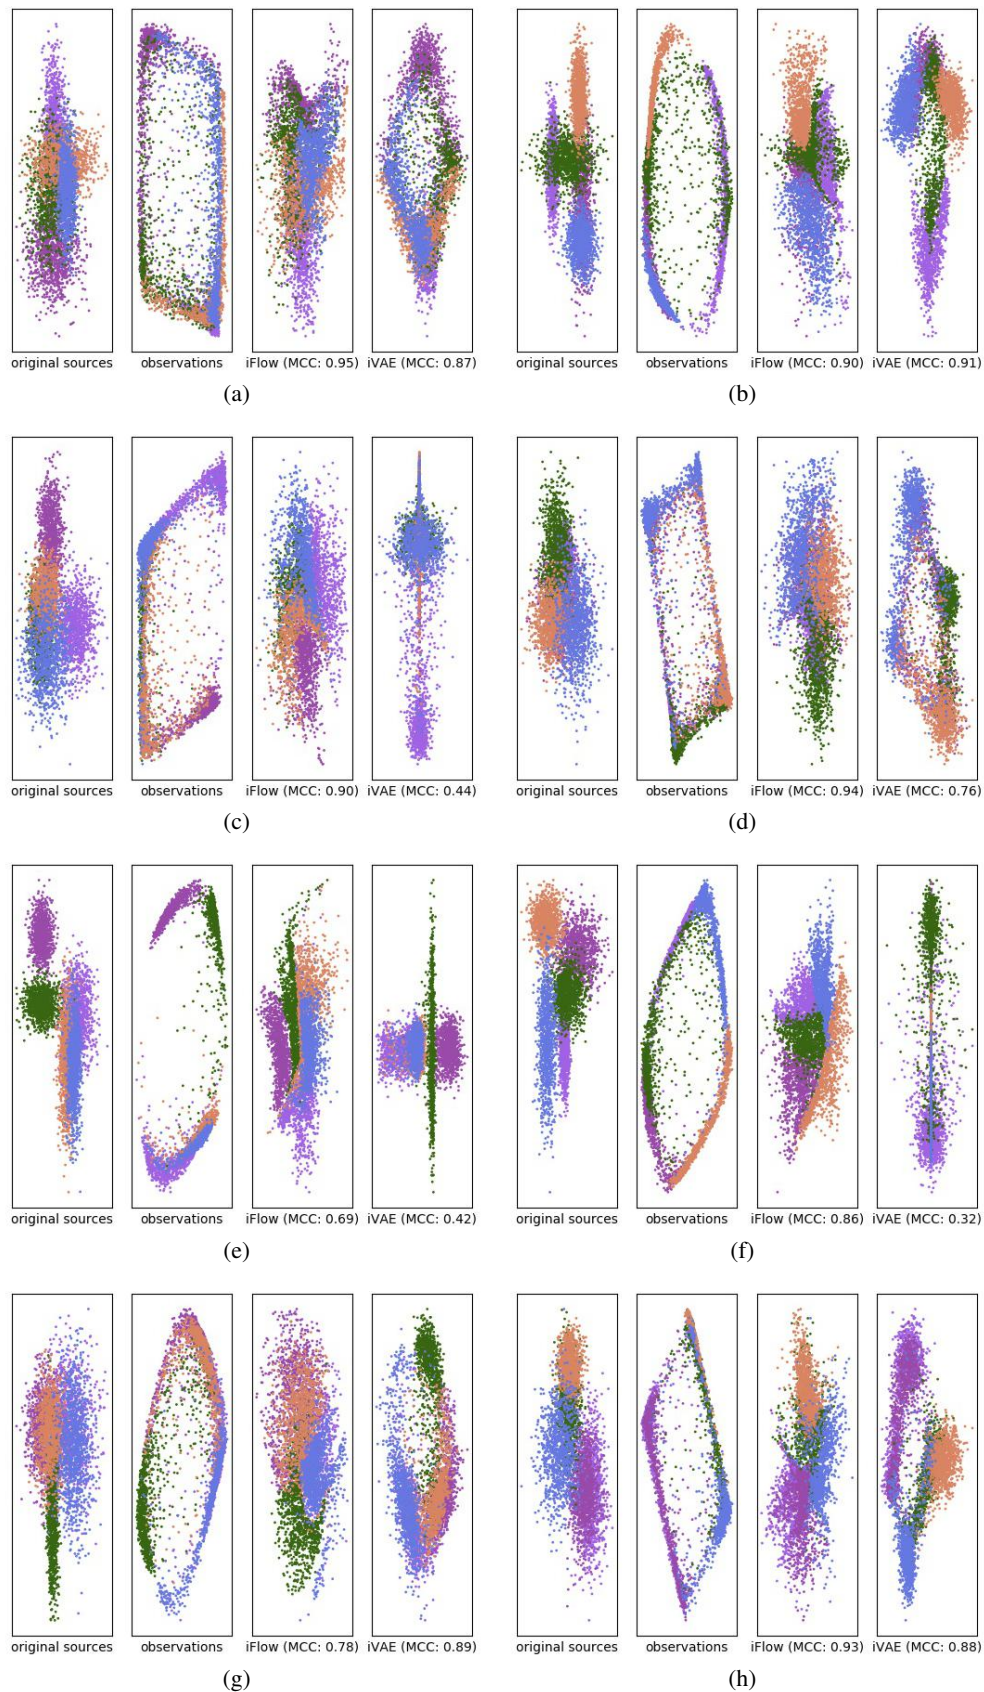 original sources observations iFlow (MCC: 0.95) iVAE (MCC: 0.87) original sources observations iFlow (MCC: 0.90) iVAE (MCC: 0.91)
(a) (b)
original sources observations iFlow (MCC: 0.90) iVAE (MCC: 0.44) original sources observations iFlow (MCC: 0.94) iVAE (MCC: 0.76)
(c) (d)
original sources observations iFlow (MCC: 0.69) iVAE (MCC: 0.42) original sources observations iFlow (MCC: 0.86) iVAE (MCC: 0.32)
(e) (f)
original sources observations iFlow (MCC: 0.78) iVAE (MCC: 0.89) original sources observations iFlow (MCC: 0.93) iVAE (MCC: 0.88)
(g) (h)